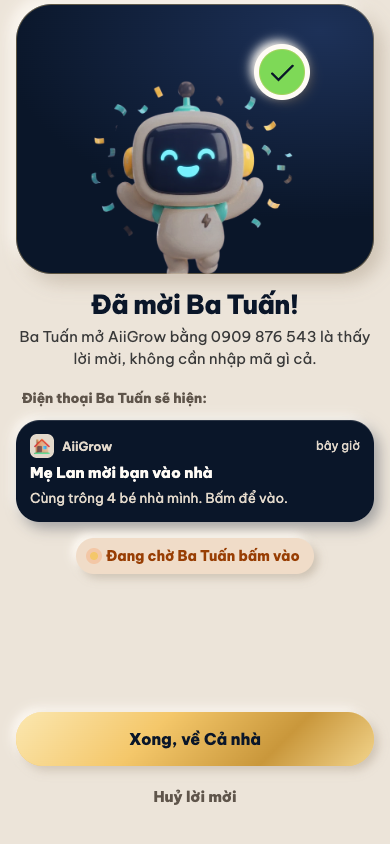 Đã mời Ba Tuấn!
Ba Tuấn mở AiiGrow bằng 0909 876 543 là thấy
lời mời, không cần nhập mã gì cả.
Điện thoại Ba Tuấn sẽ hiện:
AiiGrow
bây giờ
Mẹ Lan mời bạn vào nhà
Cùng trông 4 bé nhà mình. Bấm để vào.
Đang chờ Ba Tuấn bấm vào
Xong, về Cả nhà
Huỷ lời mời